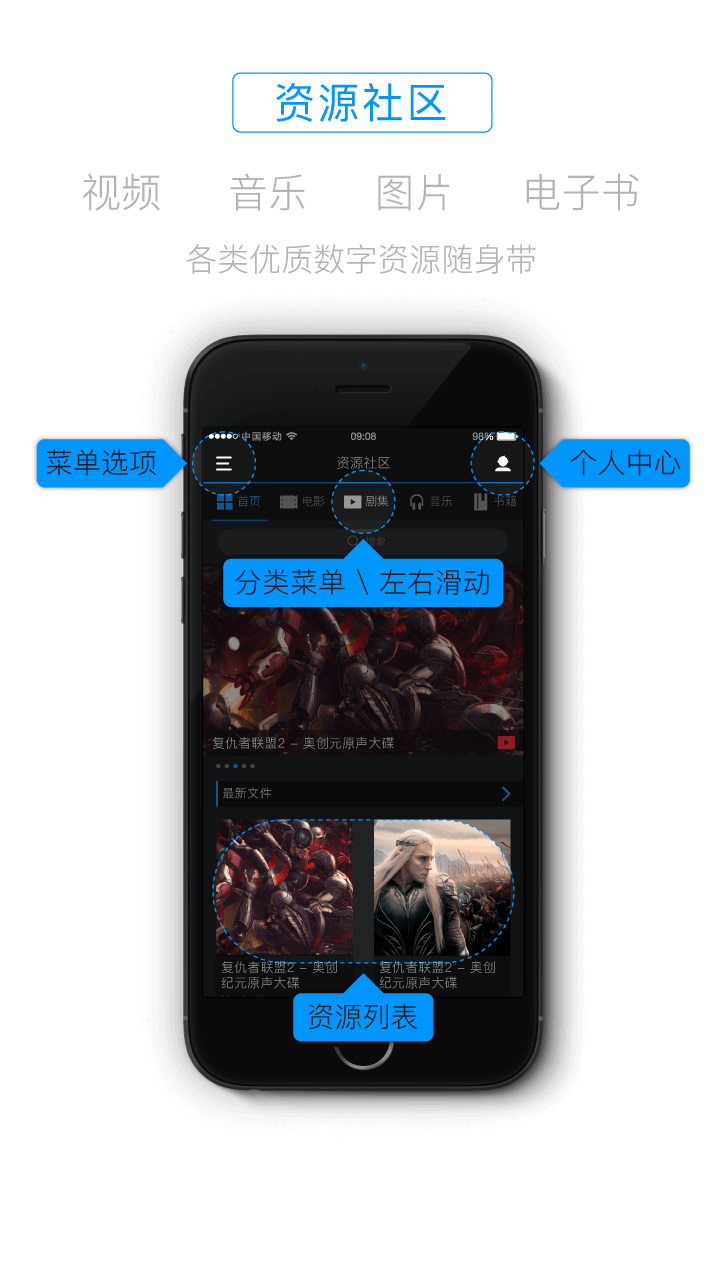 资源社区
视频 音乐 图片 电子书
各类优质数字资源随身带
中国移动 09:08 98%
菜单选项 资源社区 个人中心
首页 电影 剧集 音乐 书籍
搜索
分类菜单 \ 左右滑动
复仇者联盟2 - 奥创元原声大碟
最新文件
复仇者联盟2 - 奥创 复仇者联盟2 - 奥创
纪元原声大碟 纪元原声大碟
资源列表